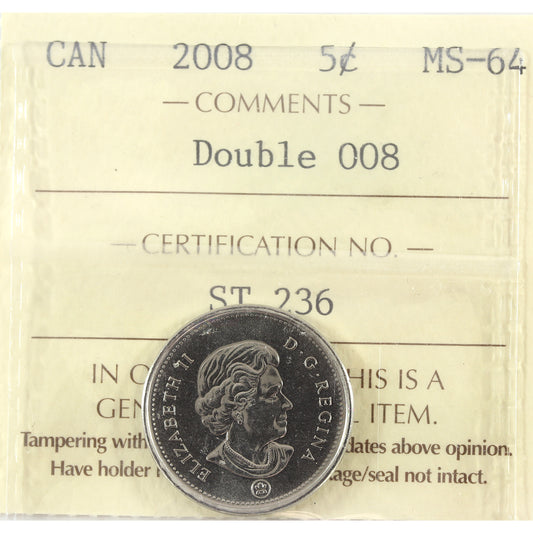 CAN 2008 5¢ MS-64
— COMMENTS —
Double 008
— CERTIFICATION NO. —
ST 236
IN HIS IS A
GEN ITEM.
Tampering with dates above opinion.
Have holder age/seal not intact.
ELIZABETH II D·G·REGINA